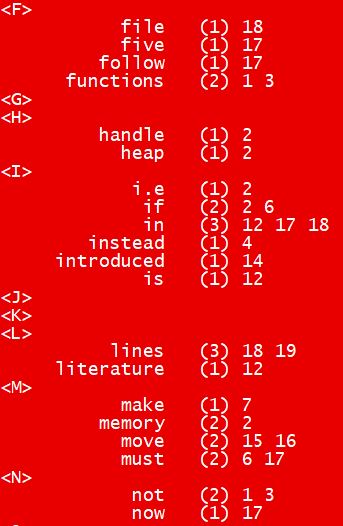 <F>
file (1) 18
five (1) 17
follow (1) 17
functions (2) 1 3
<G>
<H>
handle (1) 2
heap (1) 2
<I>
i.e (1) 2
if (2) 2 6
in (3) 12 17 18
instead (1) 4
introduced (1) 14
is (1) 12
<J>
<K>
<L>
lines (3) 18 19
literature (1) 12
<M>
make (1) 7
memory (2) 2
move (2) 15 16
must (2) 6 17
<N>
not (2) 1 3
now (1) 17